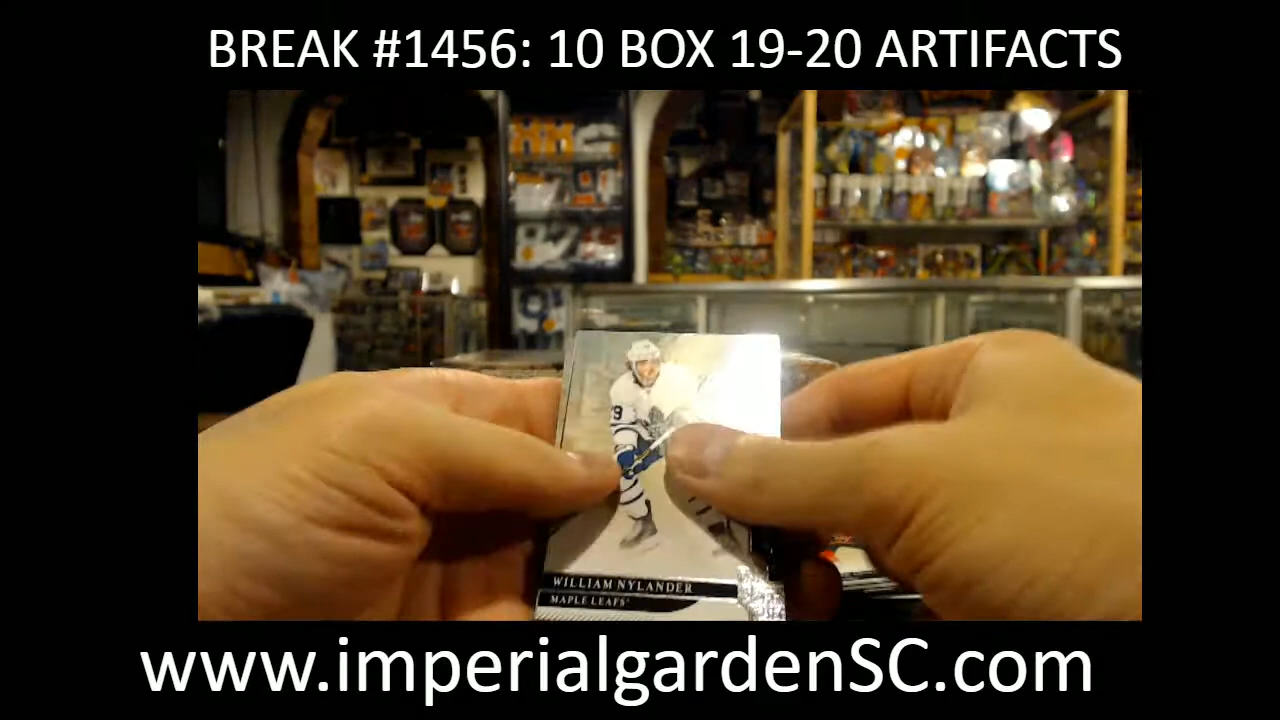 BREAK #1456: 10 BOX 19-20 ARTIFACTS
WILLIAM NYLANDER
MAPLE LEAFS
www.imperialgardenSC.com